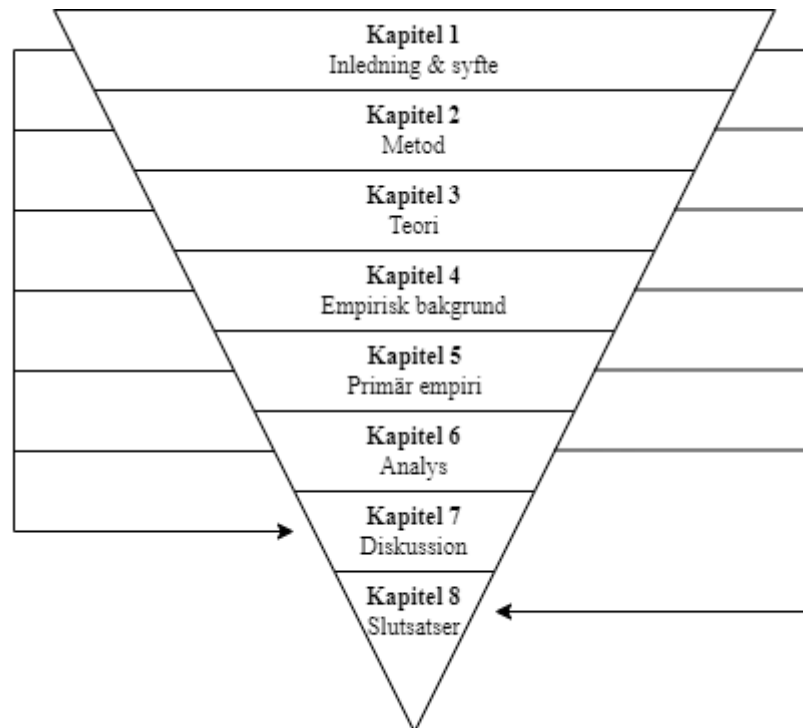 Kapitel 1
Inledning & syfte
Kapitel 2
Metod
Kapitel 3
Teori
Kapitel 4
Empirisk bakgrund
Kapitel 5
Primär empiri
Kapitel 6
Analys
Kapitel 7
Diskussion
Kapitel 8
Slutsatser